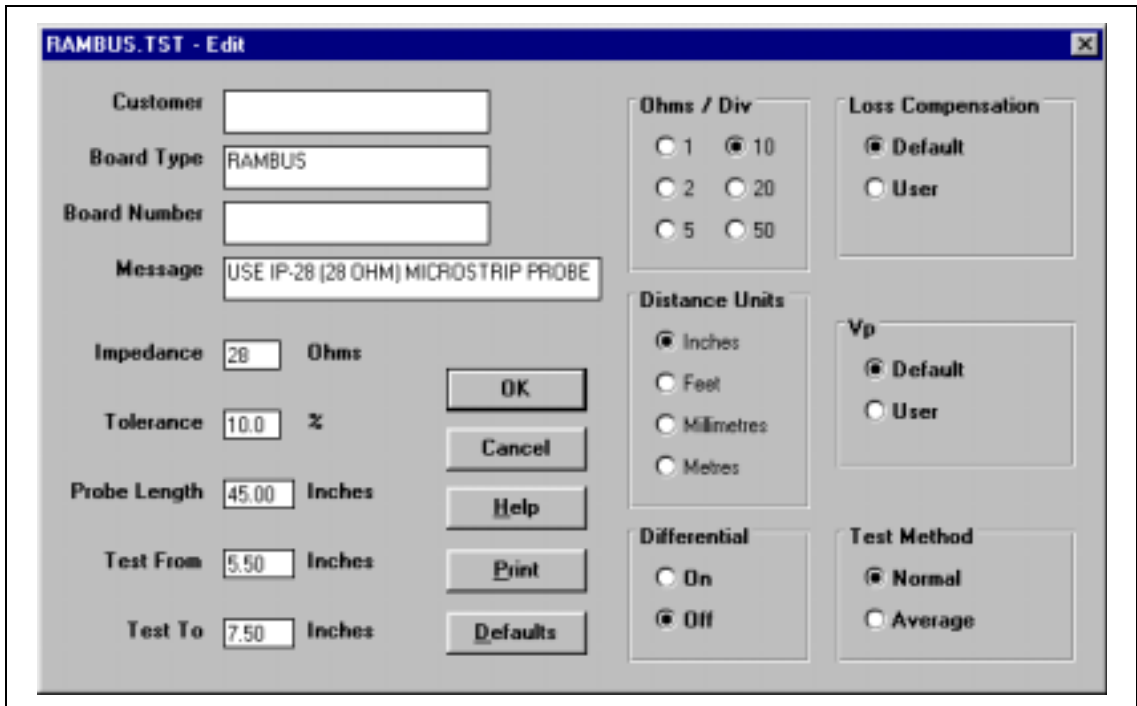 RAMBUS.TST - Edit
Customer
Board Type RAMBUS
Board Number
Message USE IP-28 (28 OHM) MICROSTRIP PROBE
Impedance 28 Ohms
Tolerance 10.0 %
Probe Length 45.00 Inches
Test From 5.50 Inches
Test To 7.50 Inches
OK
Cancel
Help
Print
Defaults
Ohms / Div
1 10
2 20
5 50
Distance Units
Inches
Feet
Millimetres
Metres
Differential
On
Off
Loss Compensation
Default
User
Vp
Default
User
Test Method
Normal
Average